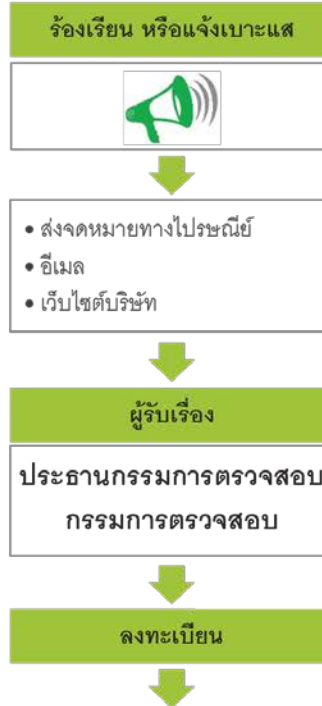 ร้องเรียน หรือแจ้งเบาะแส
• ส่งจดหมายทางไปรษณีย์
• อีเมล
• เว็บไซต์บริษัท
ผู้รับเรื่อง
ประธานกรรมการตรวจสอบ
กรรมการตรวจสอบ
ลงทะเบียน